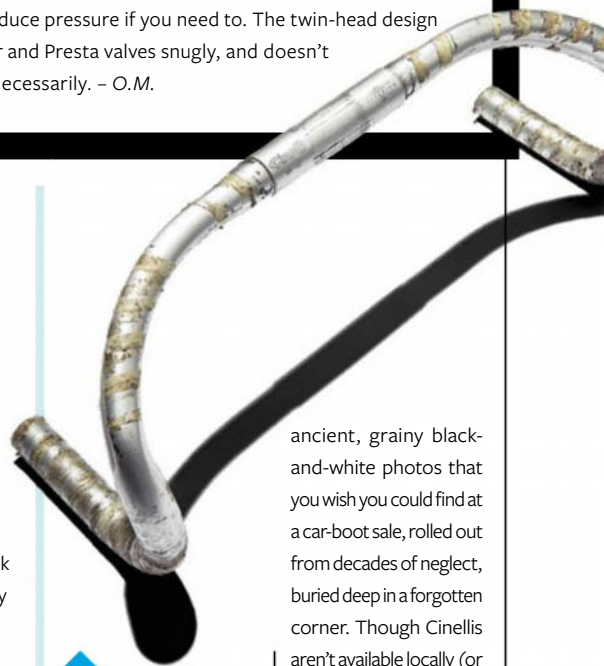 duce pressure if you need to. The twin-head design
r and Presta valves snugly, and doesn't
ecessarily. – O.M.
k
y
ancient, grainy black-
and-white photos that
you wish you could find at
a car-boot sale, rolled out
from decades of neglect,
buried deep in a forgotten
corner. Though Cinellis
aren't available locally (or